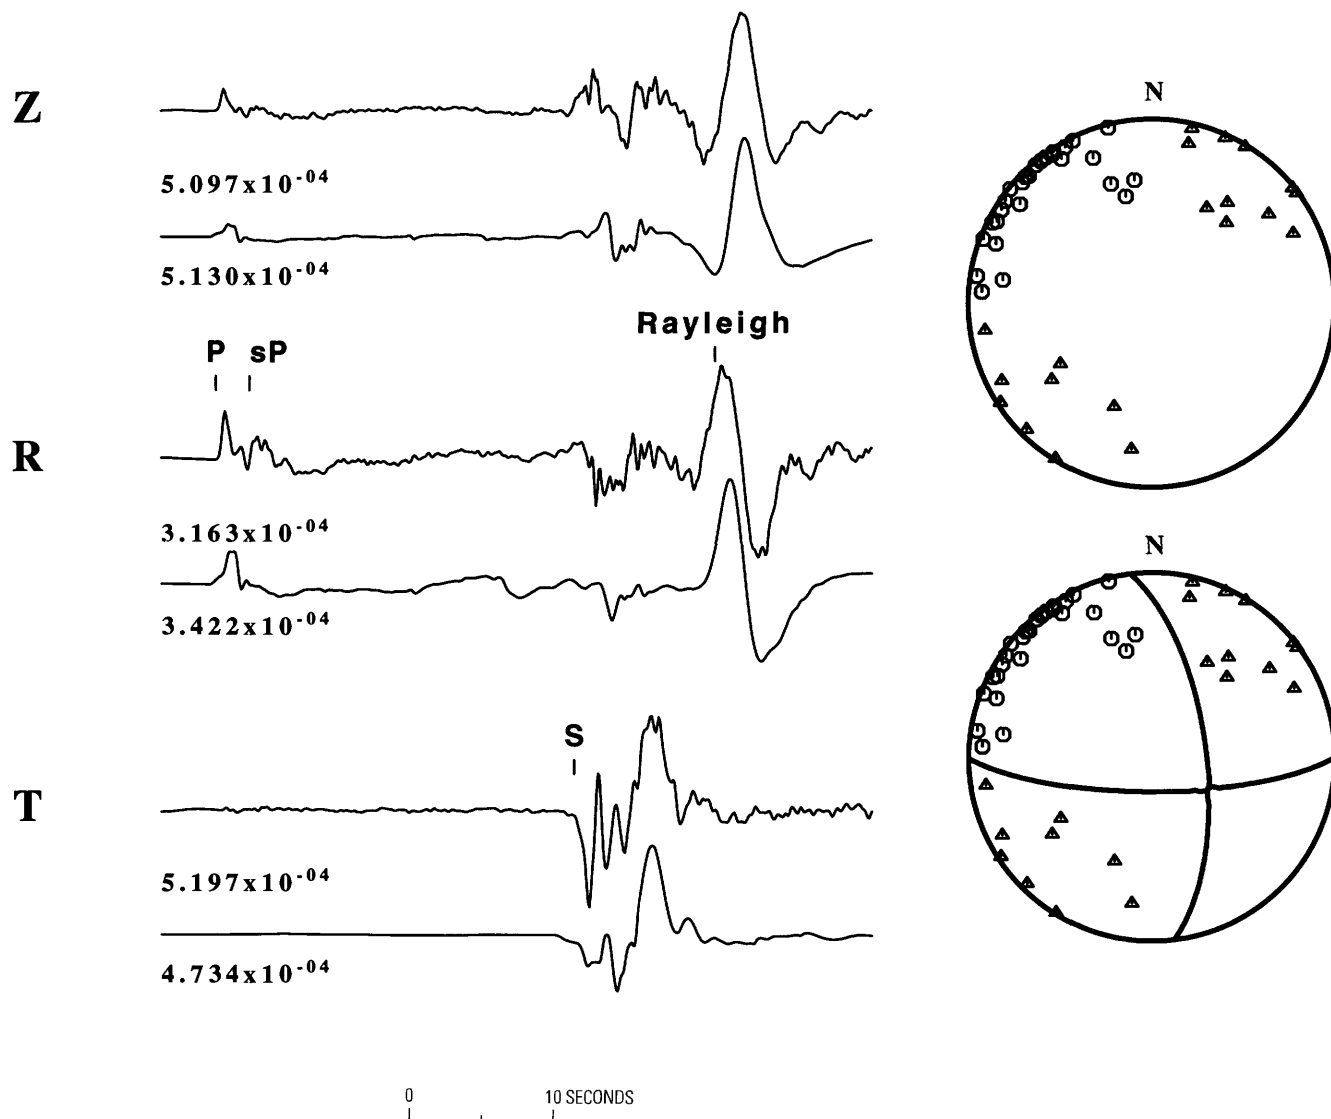 Z
5.097x10-04
5.130x10-04
N
Rayleigh
P sP
R
3.163x10-04
3.422x10-04
N
S
T
5.197x10-04
4.734x10-04
0 10 SECONDS